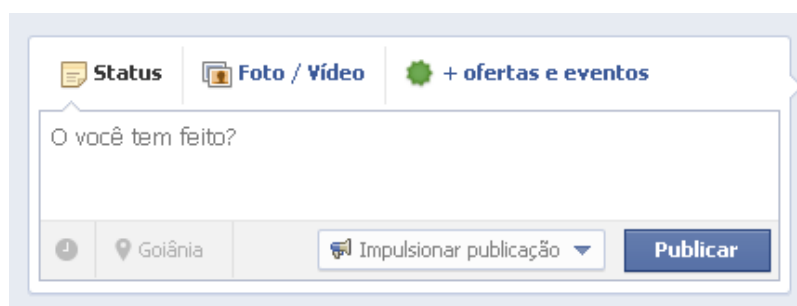 Status Foto / Vídeo + ofertas e eventos
O você tem feito?
Goiânia Impulsionar publicação Publicar